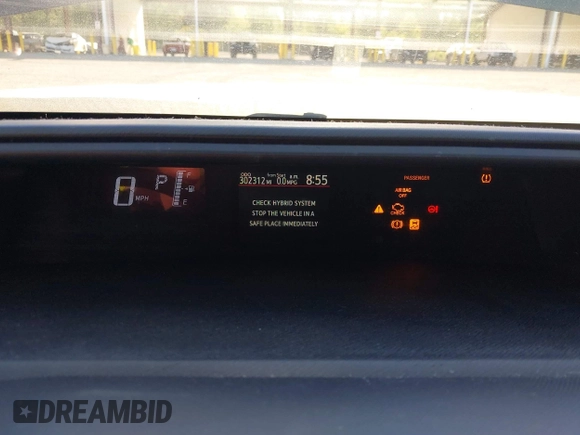 0 MPH
P
F
E
ODO
302312 MI
0.0 MPG
8:55
CHECK HYBRID SYSTEM
STOP THE VEHICLE IN A
SAFE PLACE IMMEDIATELY
PASSENGER
AIR BAG
OFF
CHECK
DREAMBID